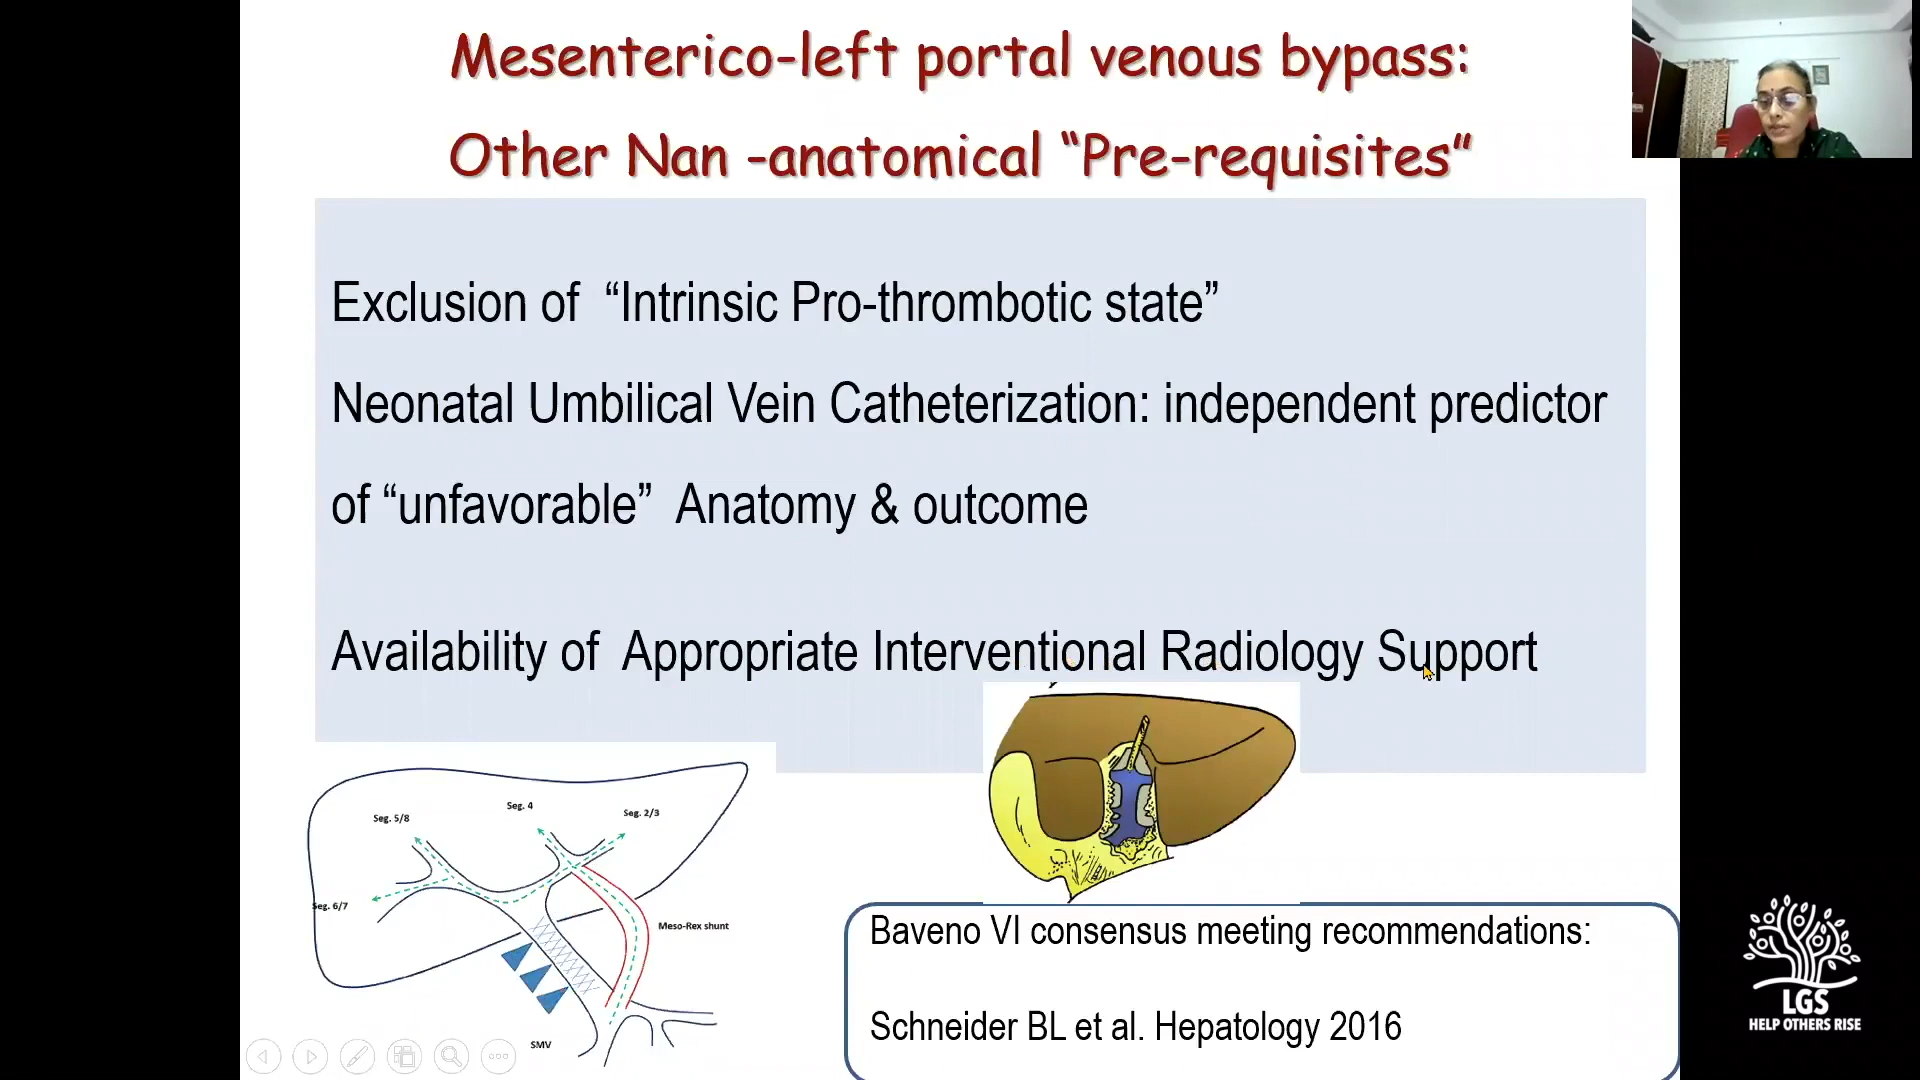 Mesenterico-left portal venous bypass:
Other Nan -anatomical “Pre-requisites”
Exclusion of “Intrinsic Pro-thrombotic state”
Neonatal Umbilical Vein Catheterization: independent predictor
of “unfavorable” Anatomy & outcome
Availability of Appropriate Interventional Radiology Support
Seg. 5/8
Seg. 4
Seg. 2/3
Seg. 6/7
Meso-Rex shunt
SMV
Baveno VI consensus meeting recommendations:
Schneider BL et al. Hepatology 2016
LGS
HELP OTHERS RISE